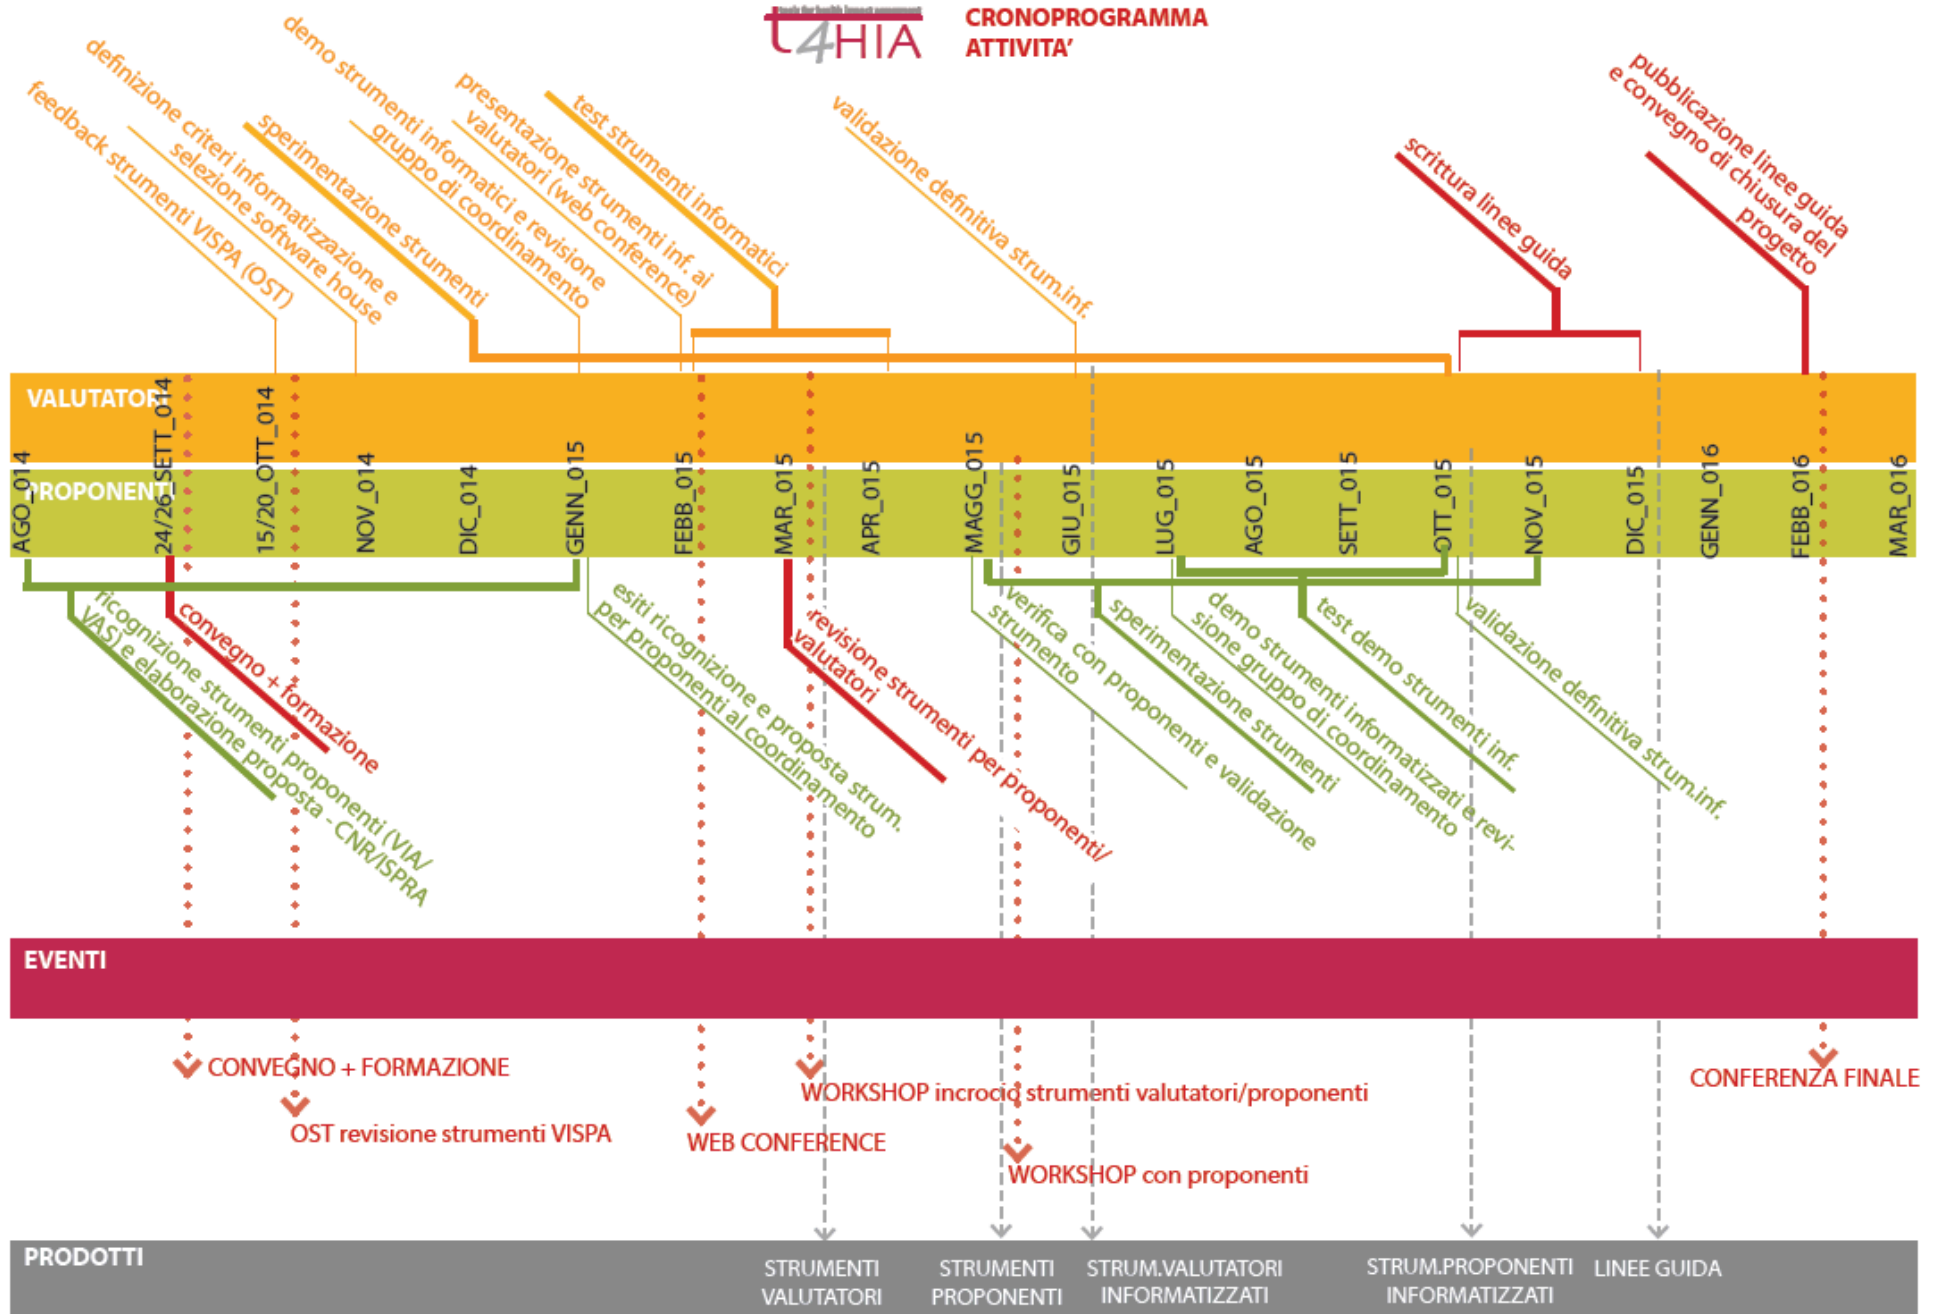 tools for health impact assessment
t4HIA
CRONOPROGRAMMA
ATTIVITA'
feedback strumenti VISPA (OST)
definizione criteri informatizzazione e
selezione software house
sperimentazione strumenti
demo strumenti informatici e revisione
gruppo di coordinamento
presentazione strumenti inf. ai
valutatori (web conference)
test strumenti informatici
validazione definitiva strum.inf.
scrittura linee guida
pubblicazione linee guida
e convegno di chiusura del
progetto
VALUTATORI
PROPONENTI
AGO_014
24/26_SETT_014
15/20_OTT_014
NOV_014
DIC_014
GENN_015
FEBB_015
MAR_015
APR_015
MAGG_015
GIU_015
LUG_015
AGO_015
SETT_015
OTT_015
NOV_015
DIC_015
GENN_016
FEBB_016
MAR_016
ricognizione strumenti proponenti (VIA/
VAS) e elaborazione proposta - CNR/ISPRA
convegno + formazione
esiti ricognizione e proposta strum.
per proponenti al coordinamento
revisione strumenti per proponenti/
valutatori
verifica con proponenti e validazione
strumento
sperimentazione strumenti
demo strumenti informatizzati e revi-
sione gruppo di coordinamento
test demo strumenti inf.
validazione definitiva strum.inf.
EVENTI
CONVEGNO + FORMAZIONE
OST revisione strumenti VISPA
WEB CONFERENCE
WORKSHOP incrocio strumenti valutatori/proponenti
WORKSHOP con proponenti
CONFERENZA FINALE
PRODOTTI
STRUMENTI
VALUTATORI
STRUMENTI
PROPONENTI
STRUM.VALUTATORI
INFORMATIZZATI
STRUM.PROPONENTI
INFORMATIZZATI
LINEE GUIDA